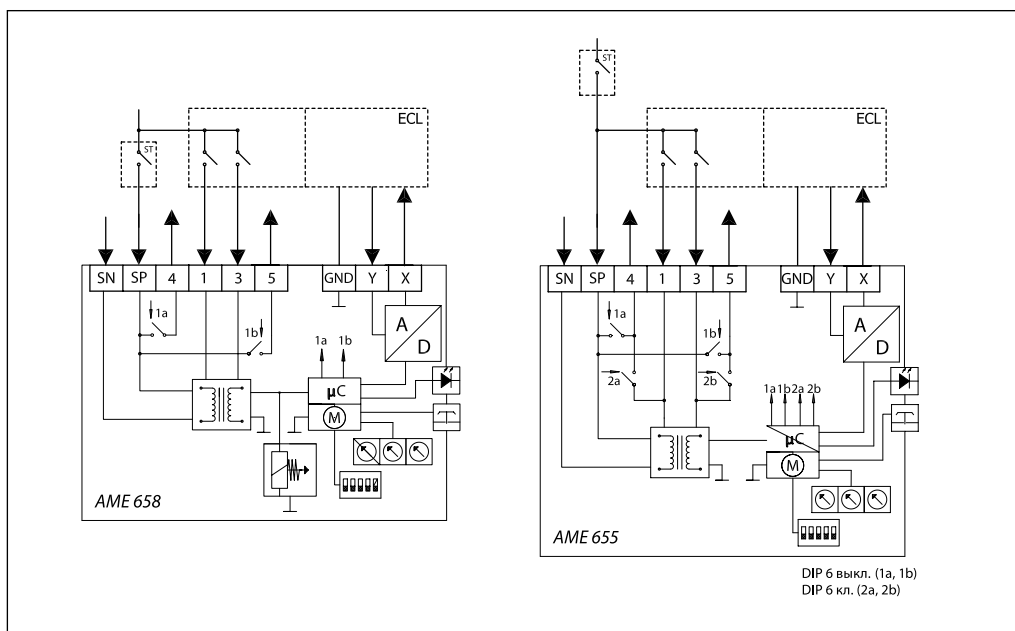 ST
ECL
SN SP 4 1 3 5 GND Y X
1a
1b
1a 1b
A
D
µC
M
AME 658
ST
ECL
SN SP 4 1 3 5 GND Y X
1a
1b
2a
2b
1a 1b 2a 2b
A
D
µC
M
AME 655
DIP 6 выкл. (1a, 1b)
DIP 6 кл. (2a, 2b)